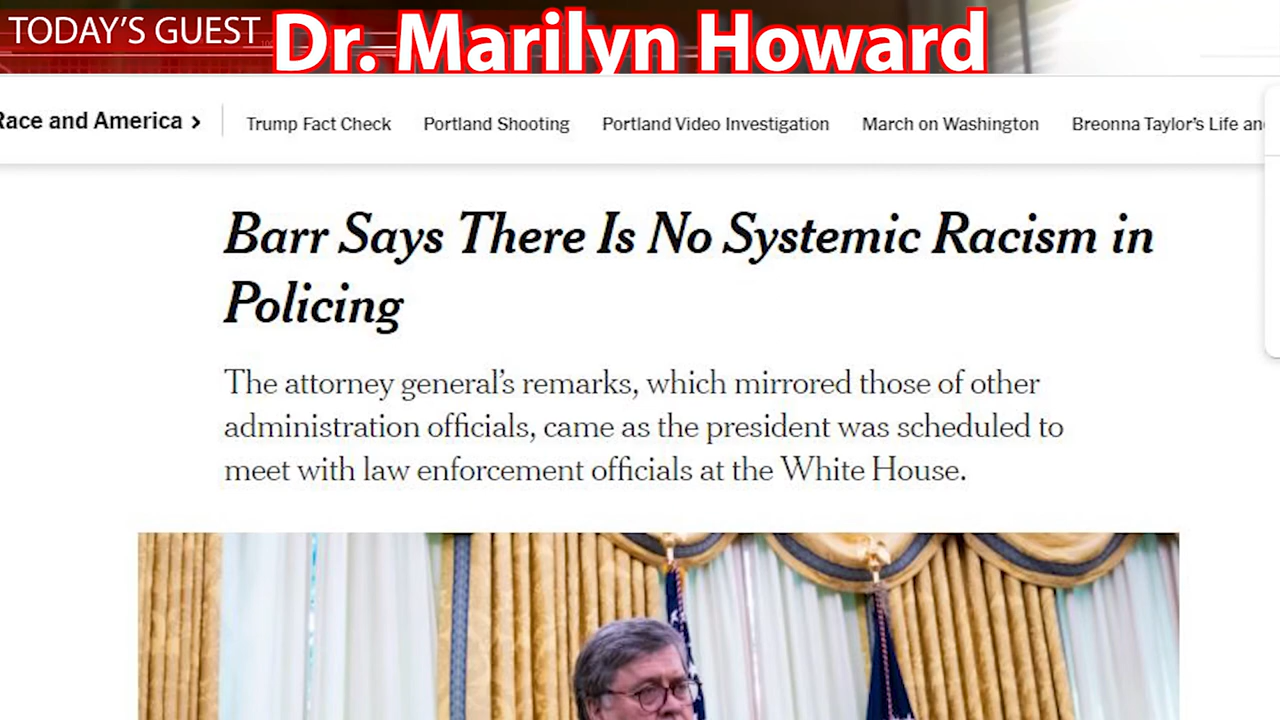 TODAY'S GUEST Dr. Marilyn Howard
Race and America > Trump Fact Check Portland Shooting Portland Video Investigation March on Washington Breonna Taylor's Life
Barr Says There Is No Systemic Racism in
Policing
The attorney general's remarks, which mirrored those of other
administration officials, came as the president was scheduled to
meet with law enforcement officials at the White House.